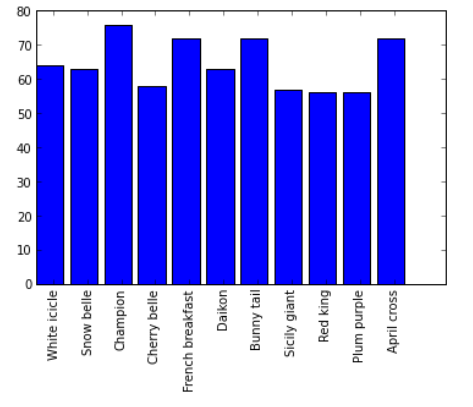 80
70
60
50
40
30
20
10
0
White icicle
Snow belle
Champion
Cherry belle
French breakfast
Daikon
Bunny tail
Sicily giant
Red king
Plum purple
April cross